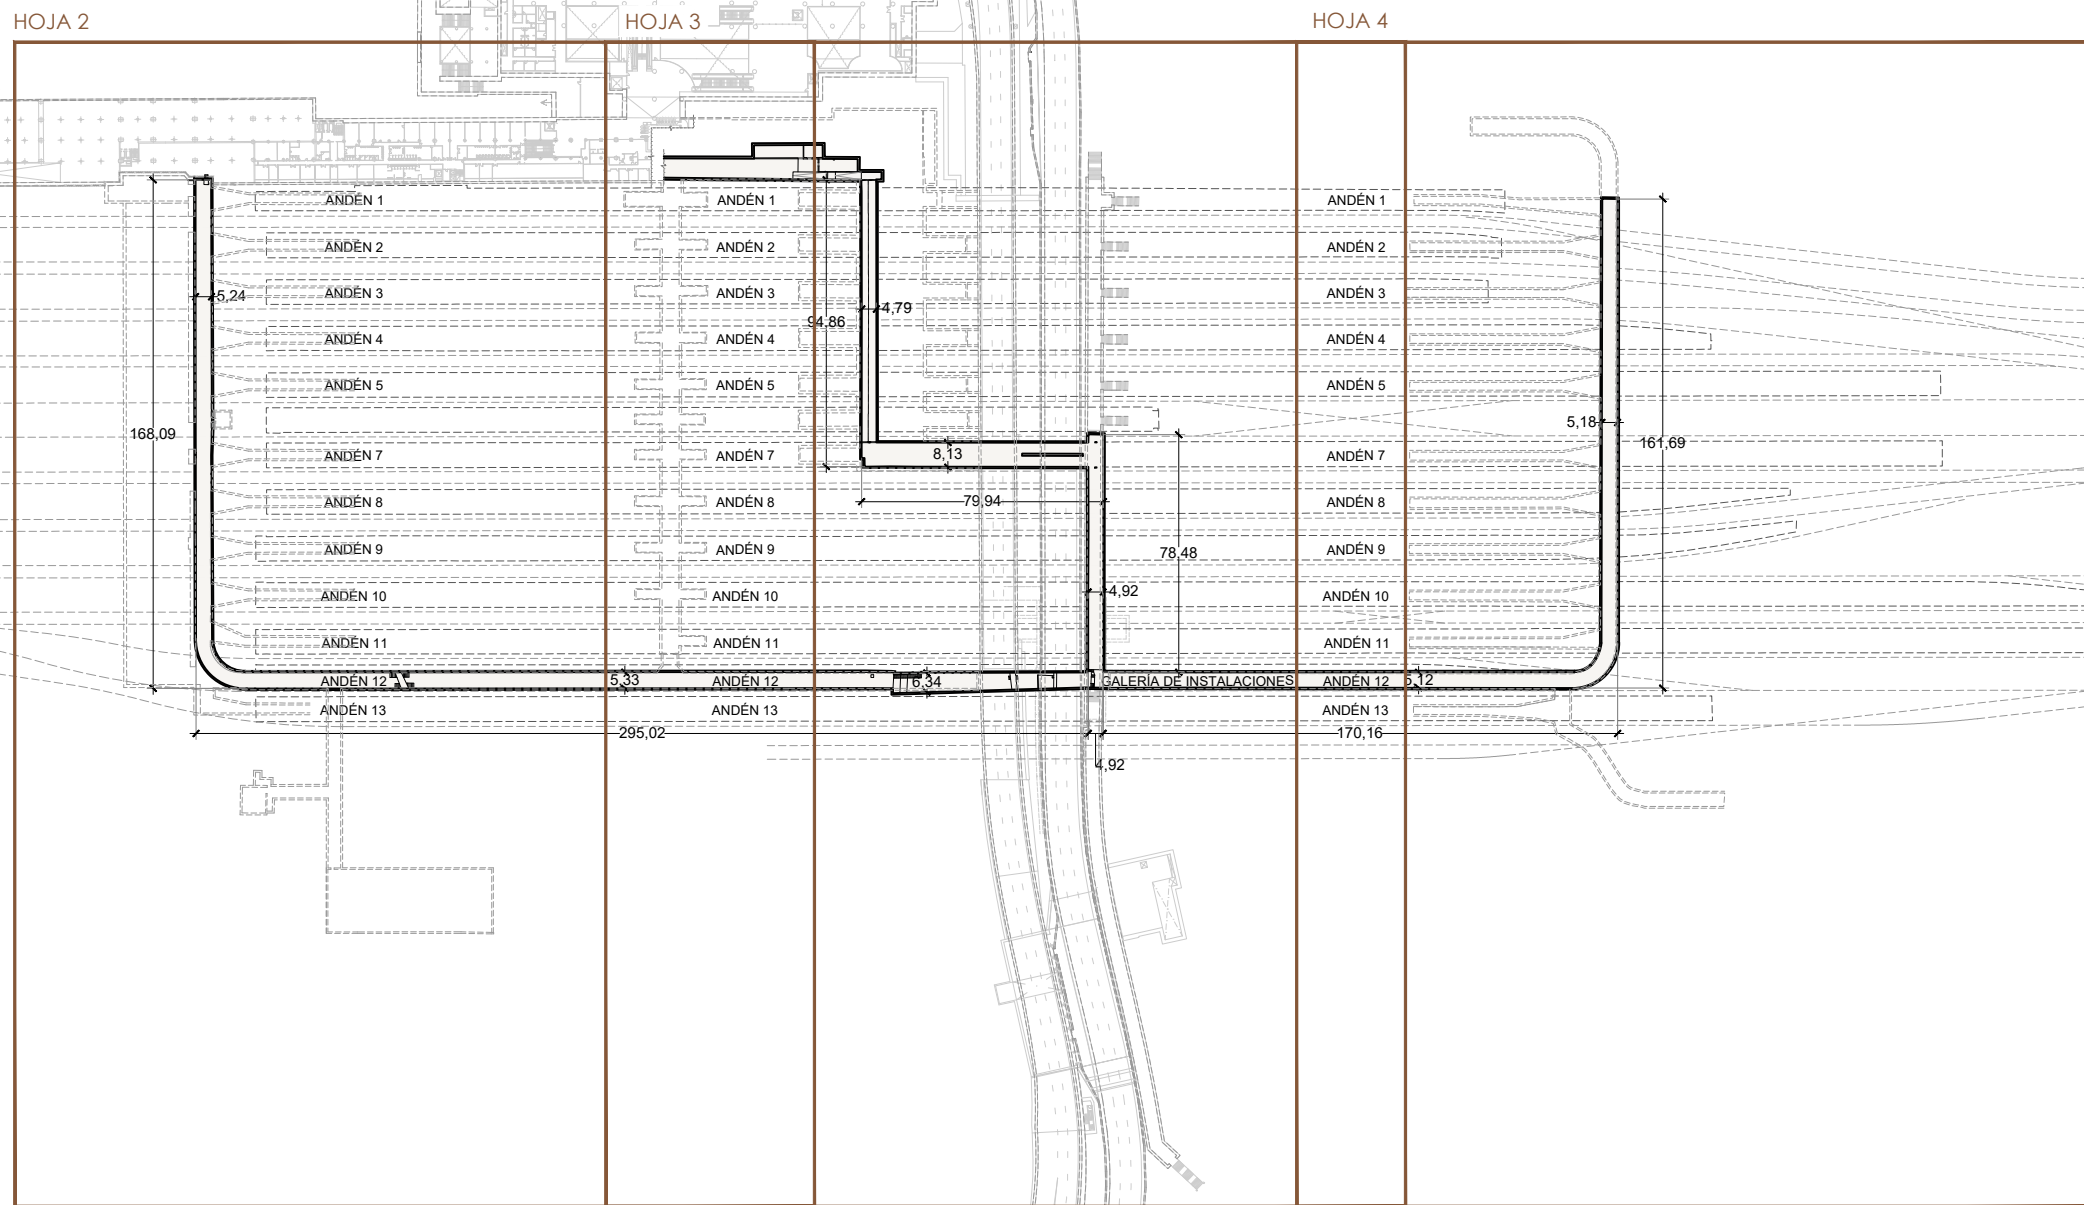 HOJA 2 HOJA 3 HOJA 4
ANDÉN 1 ANDÉN 1 ANDÉN 1
ANDÉN 2 ANDÉN 2 ANDÉN 2
5,24 ANDÉN 3 ANDÉN 3 ANDÉN 3
4,79
94,86
ANDÉN 4 ANDÉN 4 ANDÉN 4
ANDÉN 5 ANDÉN 5 ANDÉN 5
5,18
168,09 161,69
ANDÉN 7 ANDÉN 7 8,13 ANDÉN 7
ANDÉN 8 ANDÉN 8 79,94 ANDÉN 8
ANDÉN 9 ANDÉN 9 78,48 ANDÉN 9
4,92
ANDÉN 10 ANDÉN 10 ANDÉN 10
ANDÉN 11 ANDÉN 11 ANDÉN 11
ANDÉN 12 5,33 ANDÉN 12 6,34 GALERÍA DE INSTALACIONES ANDÉN 12 5,12
ANDÉN 13 ANDÉN 13 ANDÉN 13
295,02 170,16
4,92